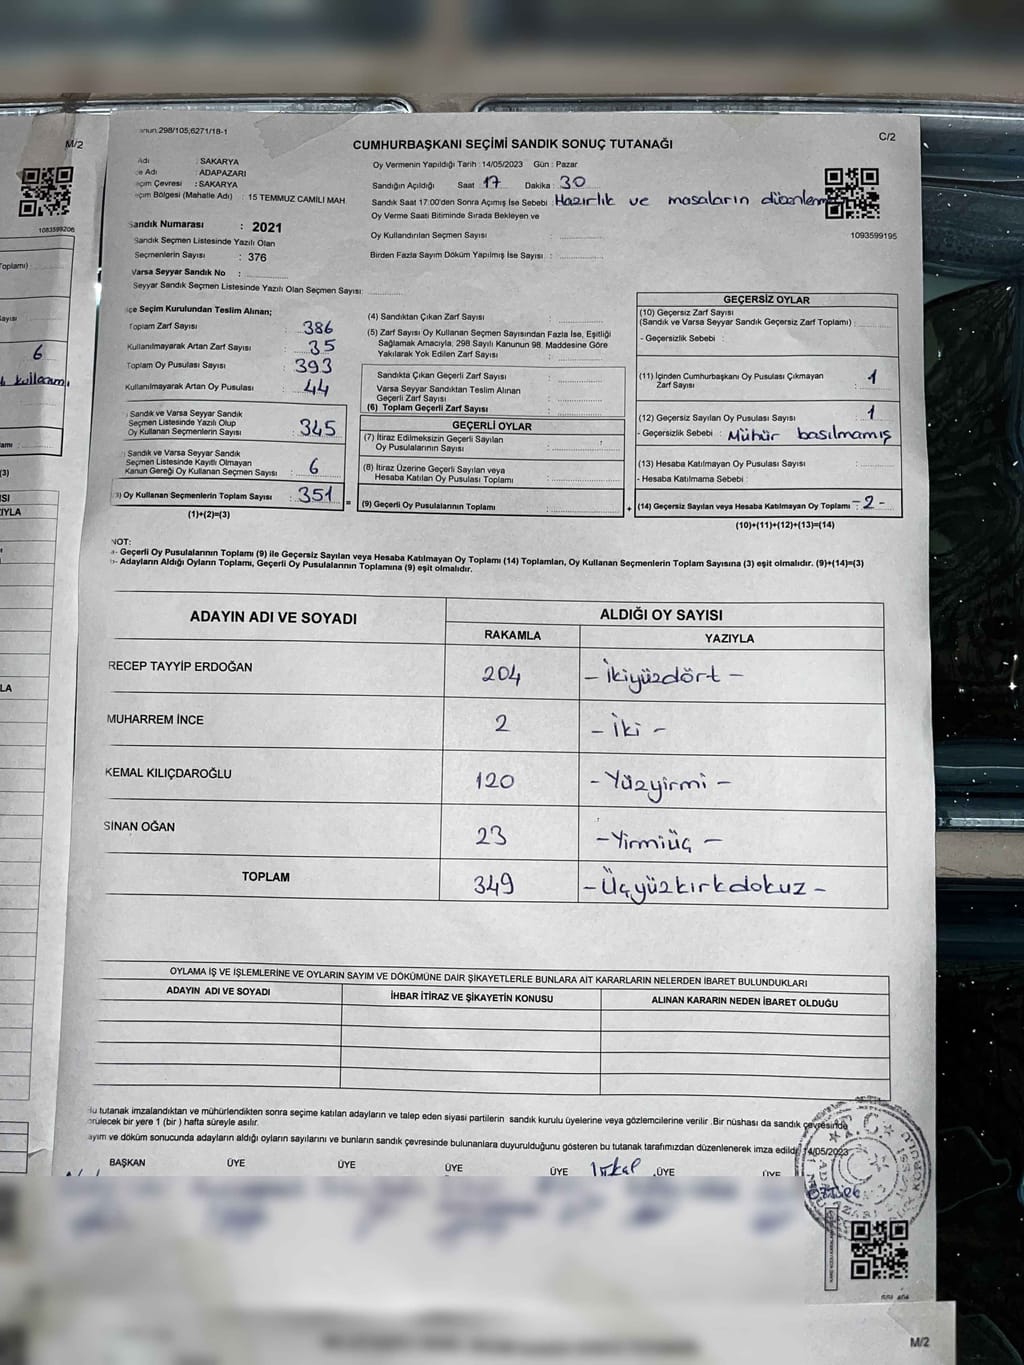 anun:298/105,6271/18-1
M/2
C/2
CUMHURBAŞKANI SEÇİMİ SANDIK SONUÇ TUTANAĞI
Adı : SAKARYA
çe Adı : ADAPAZARI
eçim Çevresi : SAKARYA
eçim Bölgesi (Mahalle Adı) : 15 TEMMUZ CAMİLİ MAH.
Oy Vermenin Yapıldığı Tarih : 14/05/2023 Gün : Pazar
Sandığın Açıldığı Saat : 17 Dakika : 30
Sandık Saat 17:00'den Sonra Açımış İse Sebebi : Hazırlık ve masaların düzenlenm
Oy Verme Saati Bitiminde Sırada Bekleyen ve
Oy Kullandırılan Seçmen Sayısı :
Birden Fazla Sayım Döküm Yapılmış İse Sayısı. :
1083599206
1093599195
Sandık Numarası : 2021
Sandık Seçmen Listesinde Yazılı Olan
Seçmenlerin Sayısı : 376
Varsa Seyyar Sandık No :
Seyyar Sandık Seçmen Listesinde Yazılı Olan Seçmen Sayısı:
lçe Seçim Kurulundan Teslim Alınan;
Toplam Zarf Sayısı : 386
Kullanılmayarak Artan Zarf Sayısı : 35
Toplam Oy Pusulası Sayısı : 393
Kullanılmayarak Artan Oy Pusulası : 44
) Sandık ve Varsa Seyyar Sandık
Seçmen Listesinde Yazılı Olup
Oy Kullanan Seçmenlerin Sayısı : 345
) Sandık ve Varsa Seyyar Sandık
Seçmen Listesinde Kayıtlı Olmayan
Kanun Gereği Oy Kullanan Seçmen Sayısı : 6
3) Oy Kullanan Seçmenlerin Toplam Sayısı : 351 =
(1)+(2)=(3)
(4) Sandıktan Çıkan Zarf Sayısı :
(5) Zarf Sayısı Oy Kullanan Seçmen Sayısından Fazla İse, Eşitliği
Sağlamak Amacıyla, 298 Sayılı Kanunun 98. Maddesine Göre
Yakılarak Yok Edilen Zarf Sayısı :
Sandıkta Çıkan Geçerli Zarf Sayısı :
Varsa Seyyar Sandıktan Teslim Alınan
Geçerli Zarf Sayısı :
(6) Toplam Geçerli Zarf Sayısı :
GEÇERLİ OYLAR
(7) İtiraz Edilmeksizin Geçerli Sayılan
Oy Pusulalarının Sayısı :
(8) İtiraz Üzerine Geçerli Sayılan veya
Hesaba Katılan Oy Pusulası Toplamı :
(9) Geçerli Oy Pusulalarının Toplamı : +
GEÇERSİZ OYLAR
(10) Geçersiz Zarf Sayısı
(Sandık ve Varsa Seyyar Sandık Geçersiz Zarf Toplamı) :
- Geçersizlik Sebebi :
(11) İçinden Cumhurbaşkanı Oy Pusulası Çıkmayan
Zarf Sayısı : 1
(12) Geçersiz Sayılan Oy Pusulası Sayısı : 1
- Geçersizlik Sebebi : Mühür basılmamış
(13) Hesaba Katılmayan Oy Pusulası Sayısı :
- Hesaba Katılmama Sebebi :
(14) Geçersiz Sayılan veya Hesaba Katılmayan Oy Toplamı : - 2 -
(10)+(11)+(12)+(13)=(14)
NOT:
a- Geçerli Oy Pusulalarının Toplamı (9) ile Geçersiz Sayılan veya Hesaba Katılmayan Oy Toplamı (14) Toplamları, Oy Kullanan Seçmenlerin Toplam Sayısına (3) eşit olmalıdır. (9)+(14)=(3)
b- Adayların Aldığı Oyların Toplamı, Geçerli Oy Pusulalarının Toplamına (9) eşit olmalıdır.
ADAYIN ADI VE SOYADI ALDIĞI OY SAYISI
RAKAMLA YAZIYLA
RECEP TAYYİP ERDOĞAN 204 - İkiyüzdört -
MUHARREM İNCE 2 - İki -
KEMAL KILIÇDAROĞLU 120 - Yüzyirmi -
SİNAN OĞAN 23 - Yirmiüç -
TOPLAM 349 - Üçyüzkırkdokuz -
OYLAMA İŞ VE İŞLEMLERİNE VE OYLARIN SAYIM VE DÖKÜMÜNE DAİR ŞİKAYETLERLE BUNLARA AİT KARARLARIN NELERDEN İBARET BULUNDUKLARI
ADAYIN ADI VE SOYADI İHBAR İTİRAZ VE ŞİKAYETİN KONUSU ALINAN KARARIN NEDEN İBARET OLDUĞU
Bu tutanak imzalandıktan ve mühürlendikten sonra seçime katılan adayların ve talep eden siyasi partilerin sandık kurulu üyelerine veya gözlemcilerine verilir. Bir nüshası da sandık çevresinde
örülecek bir yere 1 (bir ) hafta süreyle asılır.
ayım ve döküm sonucunda adayların aldığı oyların sayılarını ve bunların sandık çevresinde bulunanlara duyurulduğunu gösteren bu tutanak tarafımızdan düzenlenerek imza edildi. 14/05/2023
BAŞKAN ÜYE ÜYE ÜYE ÜYE ÜYE ÜYE
T.C.
M/2